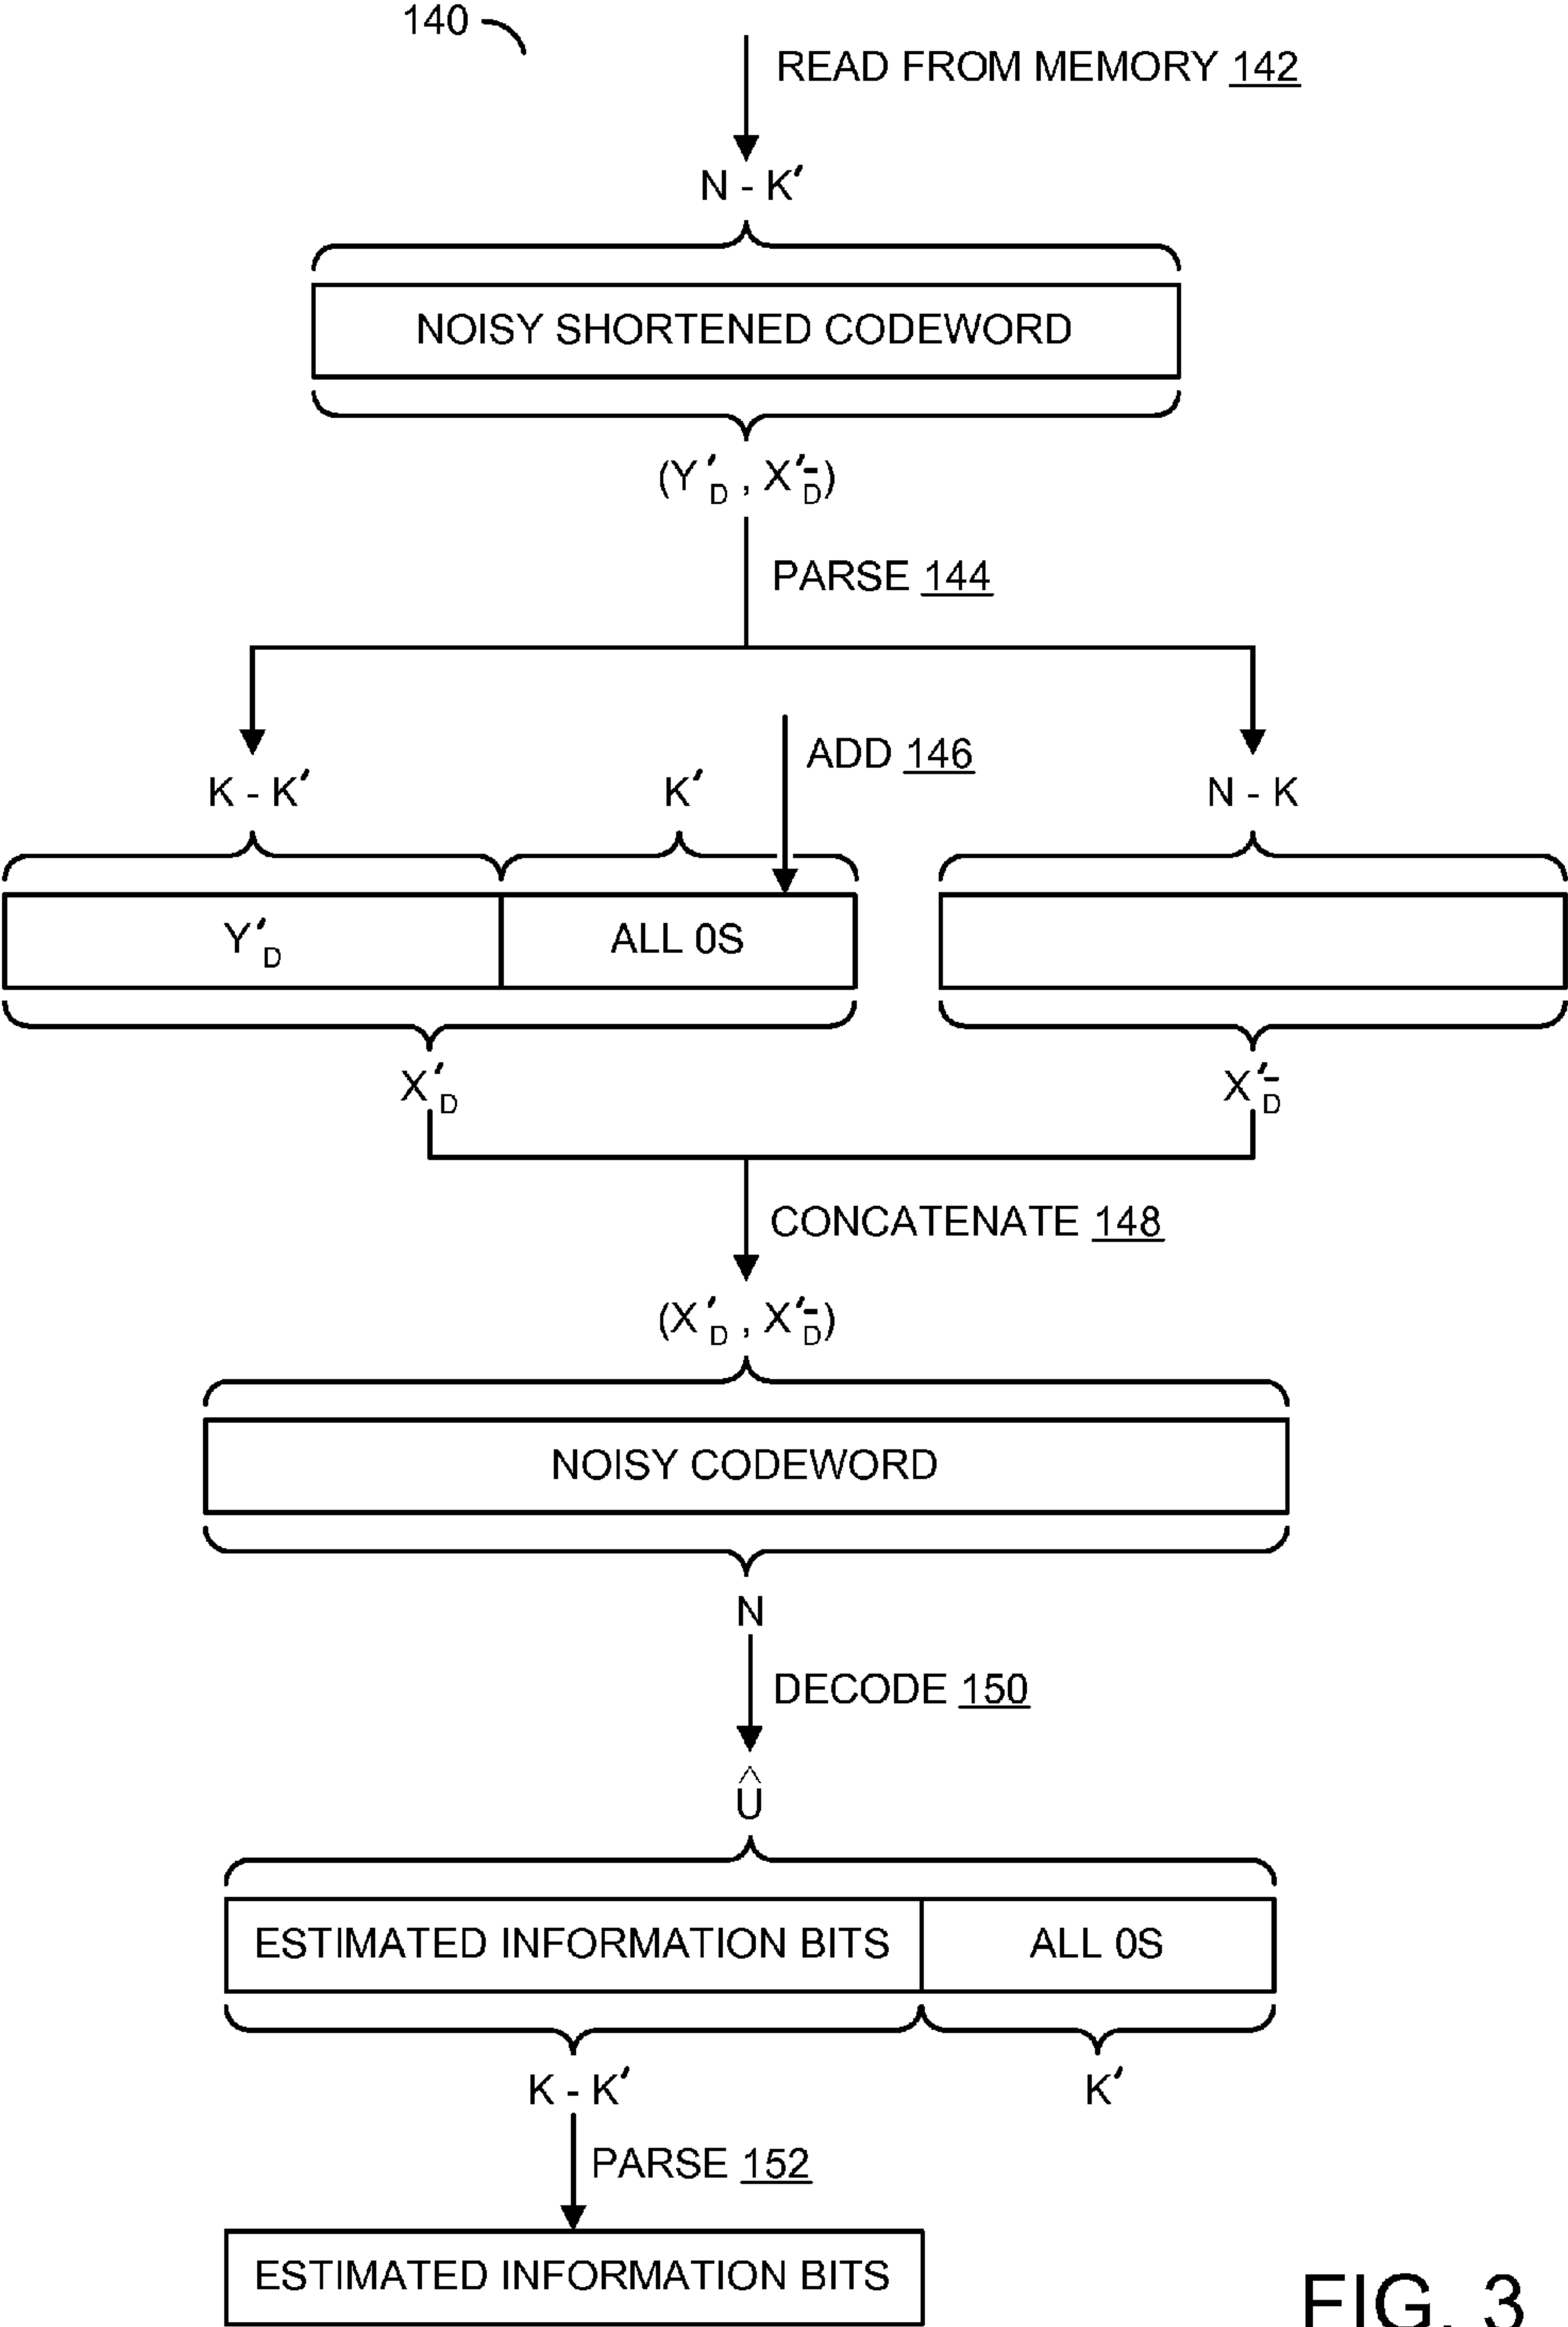 140
READ FROM MEMORY 142
N - K′
NOISY SHORTENED CODEWORD
(Y′D , X′D̄)
PARSE 144
ADD 146
K - K′
K′
N - K
Y′D
ALL 0S
X′D
X′D̄
CONCATENATE 148
(X′D , X′D̄)
NOISY CODEWORD
N
DECODE 150
Û
ESTIMATED INFORMATION BITS
ALL 0S
K - K′
K′
PARSE 152
ESTIMATED INFORMATION BITS
FIG. 3